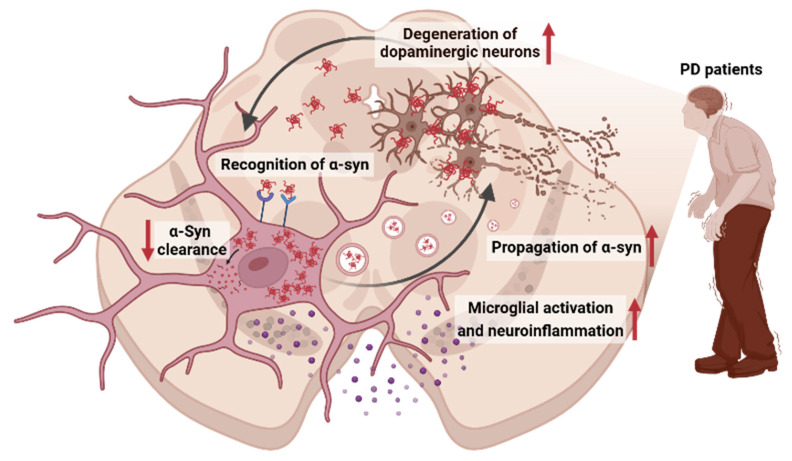 Degeneration of
dopaminergic neurons
PD patients
Recognition of α-syn
α-Syn
clearance
Propagation of α-syn
Microglial activation
and neuroinflammation